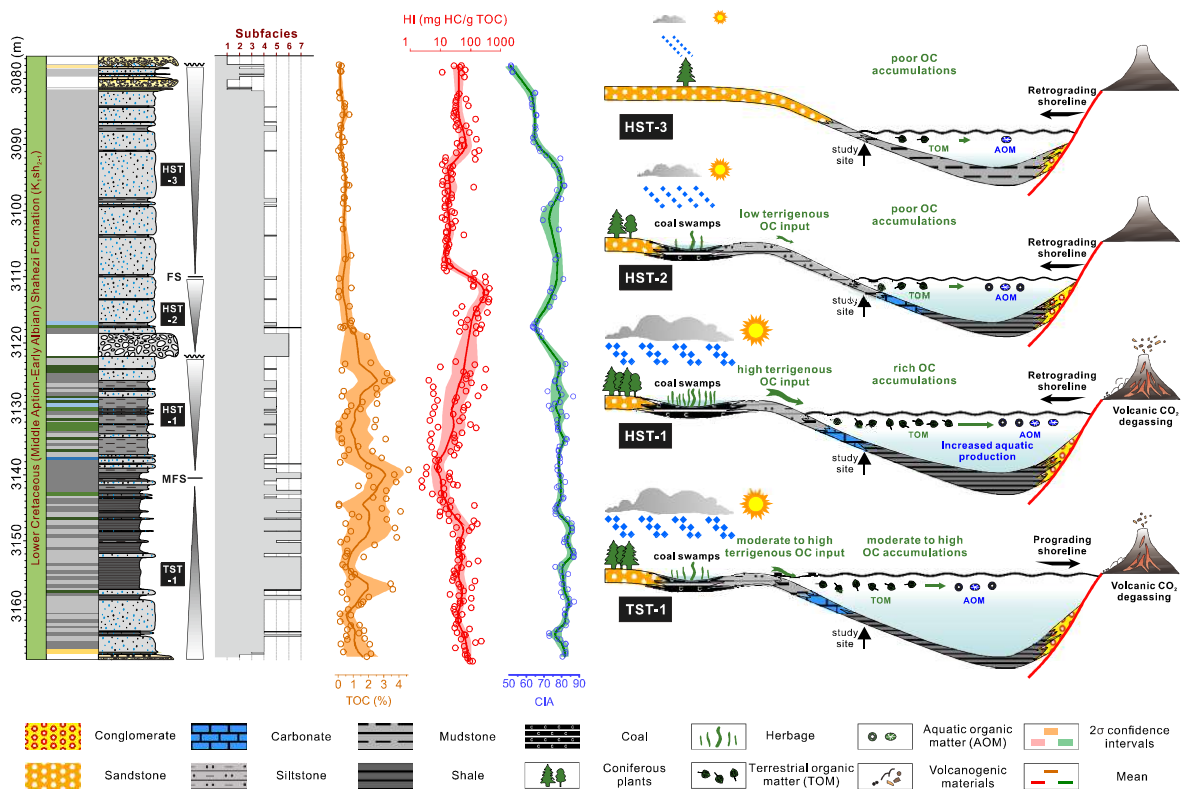 HI (mg HC/g TOC)
1 10 100 1000
Subfacies
1 2 3 4 5 6 7
(m)
3080
3090
3100
3110
3120
3130
3140
3150
3160
Lower Cretaceous (Middle Aption-Early Albian) Shahezi Formation (K₁sh₂₋₁)
HST
-3
FS
HST
-2
HST
-1
MFS
TST
-1
0 1 2 3 4
TOC (%)
50 60 70 80 90
CIA
poor OC
accumulations
Retrograding
shoreline
HST-3
study
site
TOM
AOM
coal swamps
low terrigenous
OC input
poor OC
accumulations
Retrograding
shoreline
HST-2
study
site
TOM
AOM
coal swamps
high terrigenous
OC input
rich OC
accumulations
Retrograding
shoreline
Volcanic CO₂
degassing
HST-1
study
site
TOM
AOM
Increased aquatic
production
coal swamps
moderate to high
terrigenous OC input
moderate to high
OC accumulations
Prograding
shoreline
Volcanic CO₂
degassing
TST-1
study
site
TOM
AOM
Conglomerate
Carbonate
Mudstone
Coal
Herbage
Aquatic organic
matter (AOM)
2σ confidence
intervals
Sandstone
Siltstone
Shale
Coniferous
plants
Terrestrial organic
matter (TOM)
Volcanogenic
materials
Mean